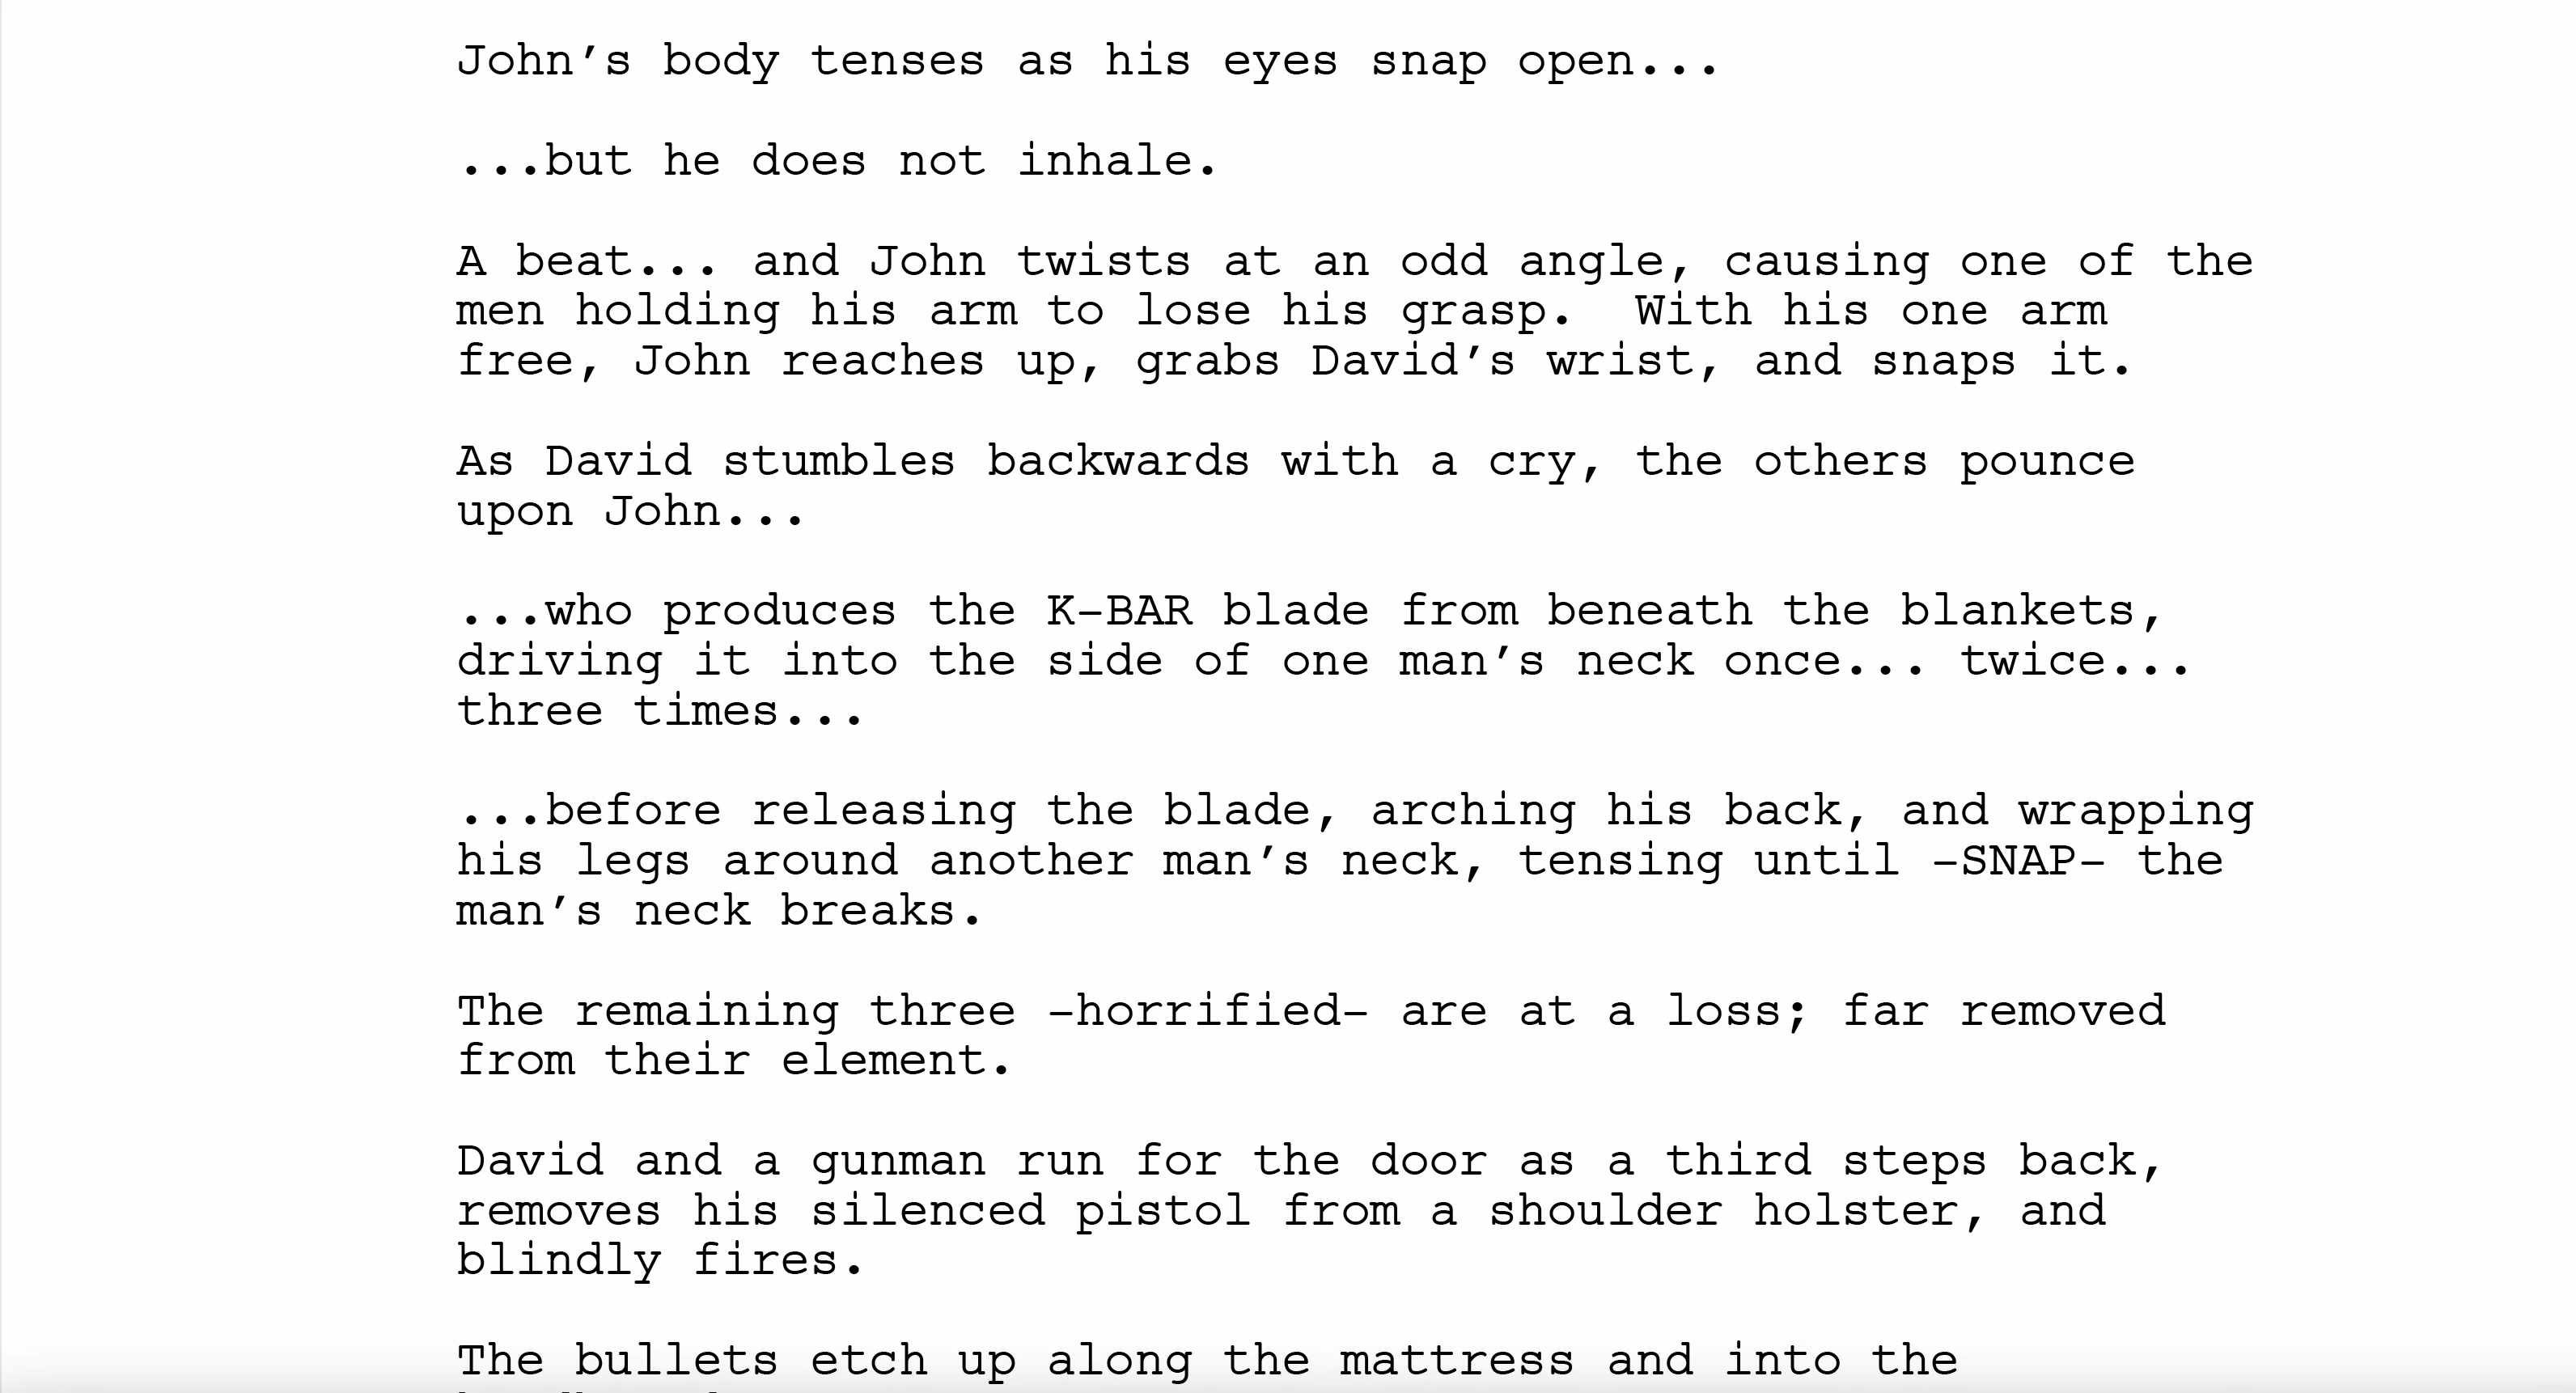 John’s body tenses as his eyes snap open...
...but he does not inhale.
A beat... and John twists at an odd angle, causing one of the
men holding his arm to lose his grasp.  With his one arm
free, John reaches up, grabs David’s wrist, and snaps it.
As David stumbles backwards with a cry, the others pounce
upon John...
...who produces the K-BAR blade from beneath the blankets,
driving it into the side of one man’s neck once... twice...
three times...
...before releasing the blade, arching his back, and wrapping
his legs around another man’s neck, tensing until -SNAP- the
man’s neck breaks.
The remaining three -horrified- are at a loss; far removed
from their element.
David and a gunman run for the door as a third steps back,
removes his silenced pistol from a shoulder holster, and
blindly fires.
The bullets etch up along the mattress and into the